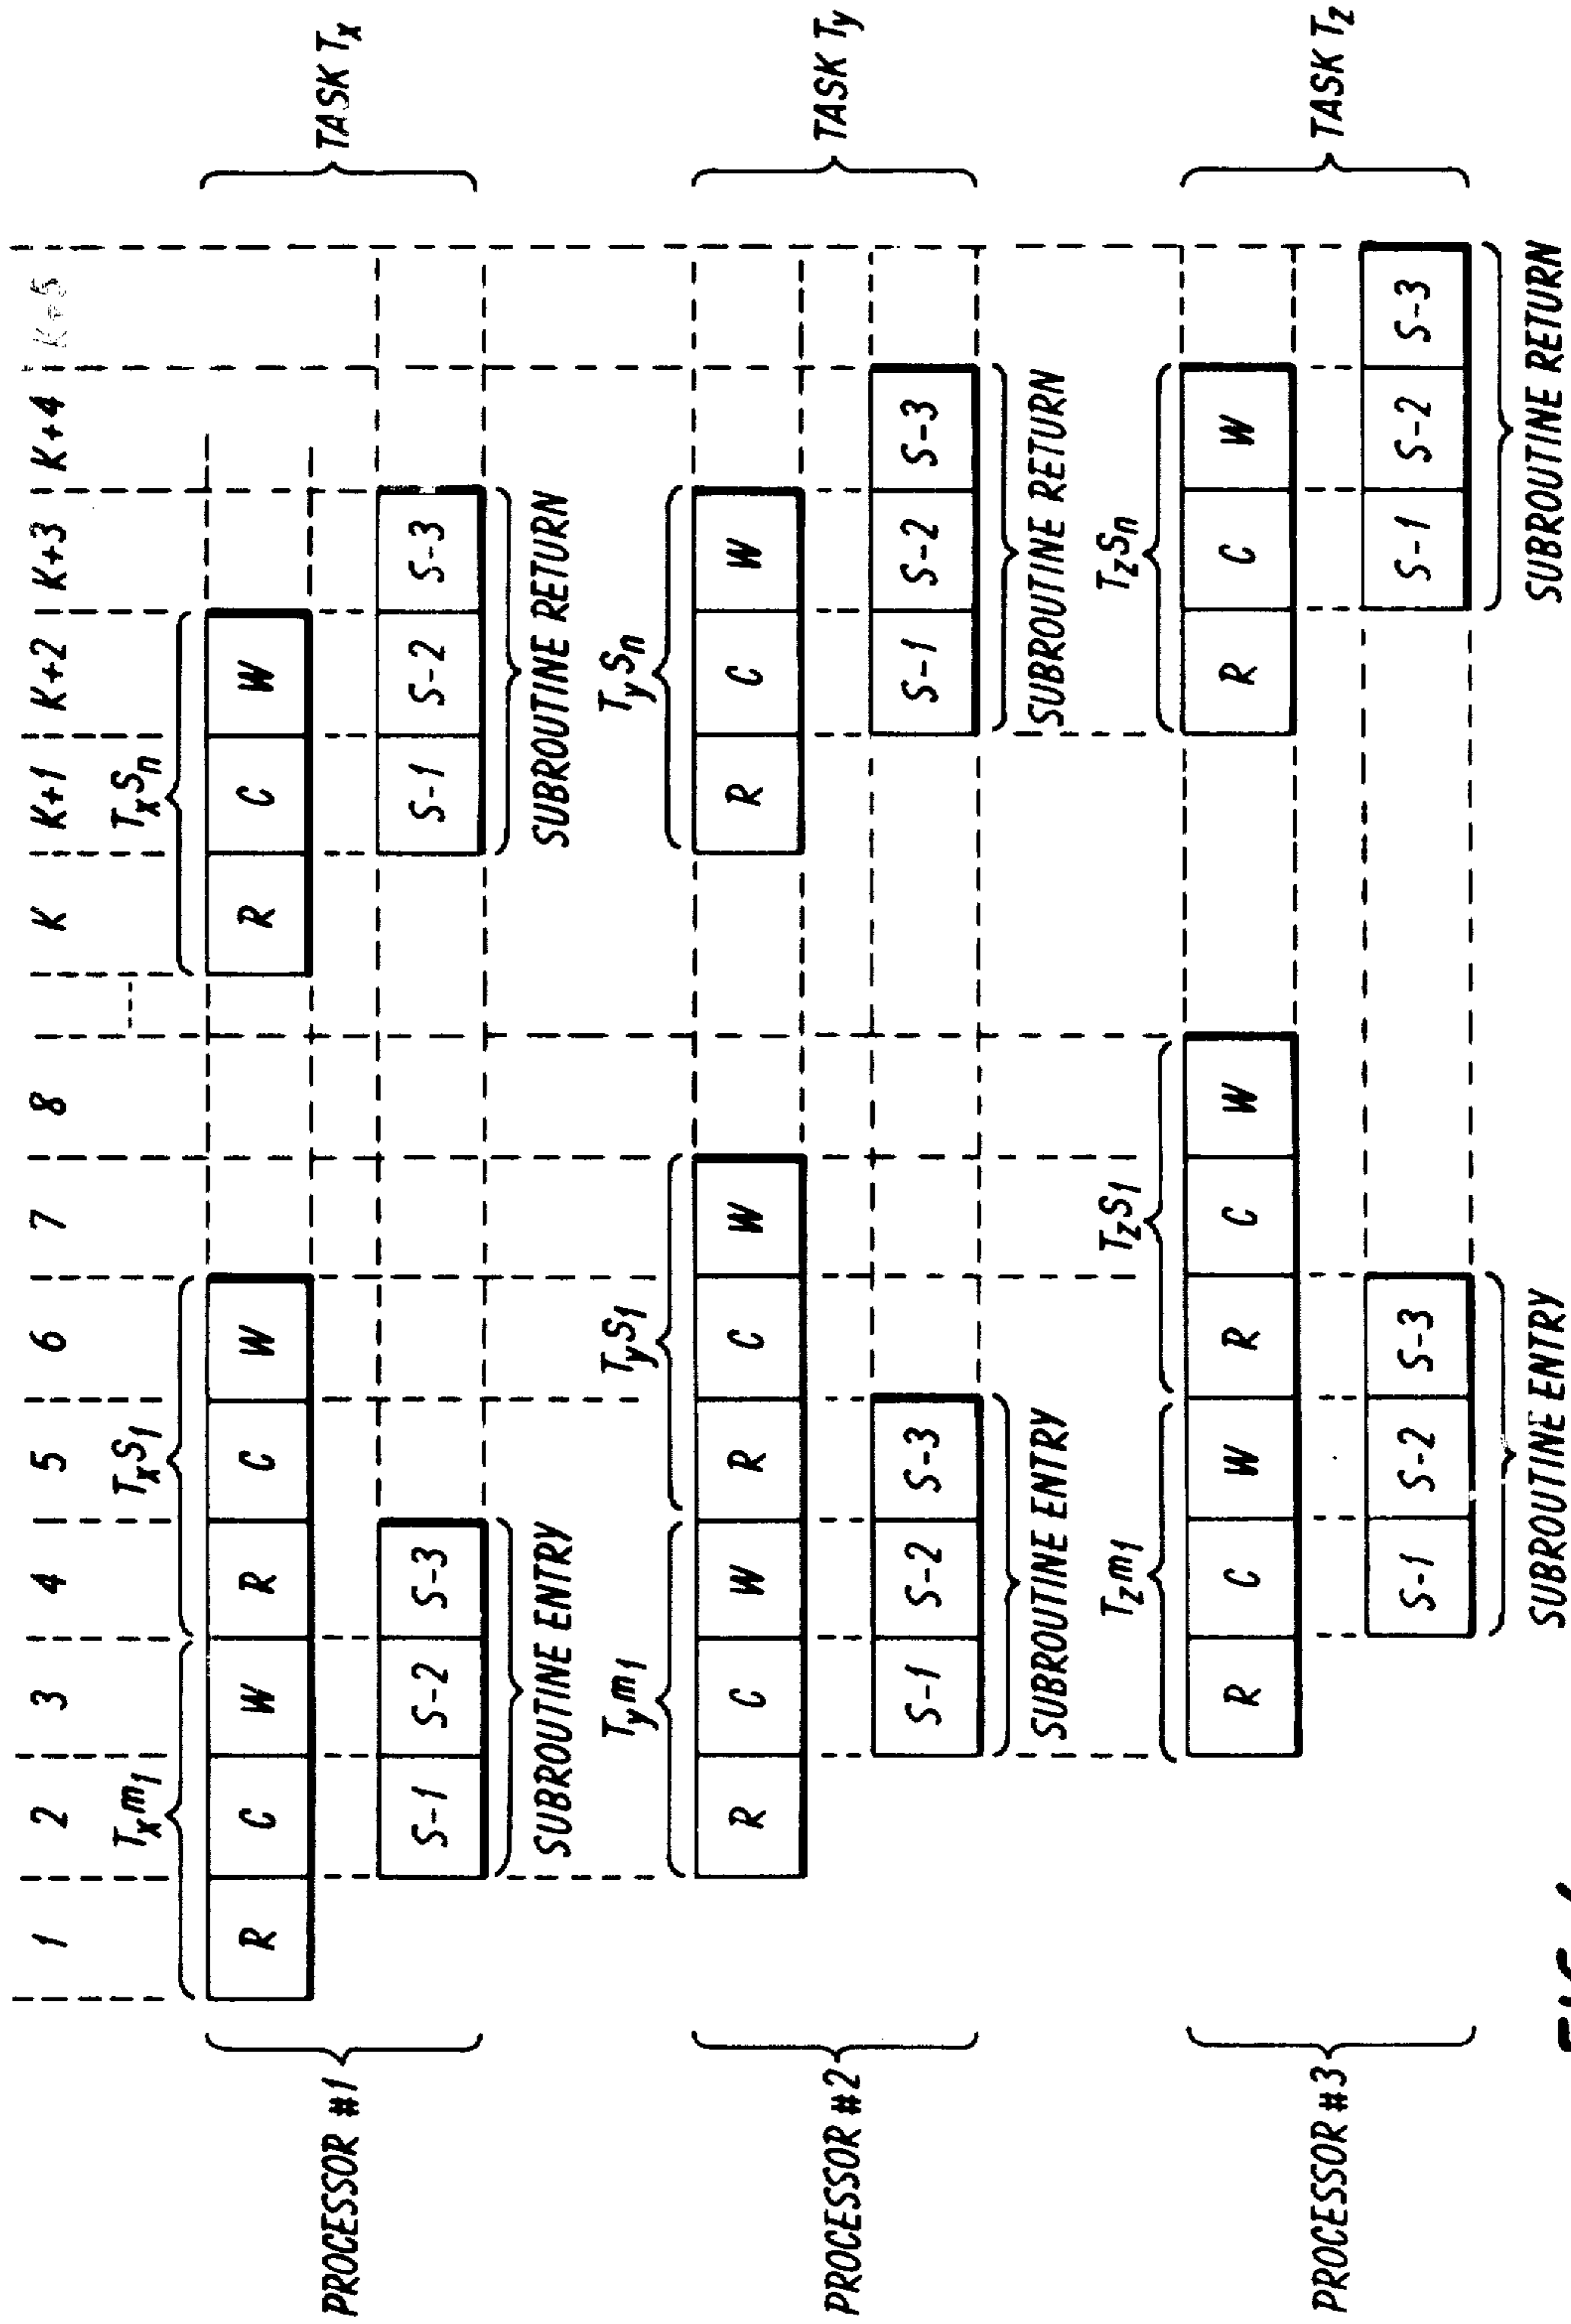 1 2 3 4 5 6 7 8 K K+1 K+2 K+3 K+4 K+5
TxM1 TxS1 TxSn
PROCESSOR #1
R C W R C W R C W
TASK Tx
S-1 S-2 S-3 S-1 S-2 S-3
SUBROUTINE ENTRY SUBROUTINE RETURN
Tym1 TyS1 TySn
PROCESSOR #2
R C W R C W R C W
TASK Ty
S-1 S-2 S-3 S-1 S-2 S-3
SUBROUTINE ENTRY SUBROUTINE RETURN
Tzm1 TzS1 TzSn
PROCESSOR #3
R C W R C W R C W
TASK Tz
S-1 S-2 S-3 S-1 S-2 S-3
SUBROUTINE ENTRY SUBROUTINE RETURN